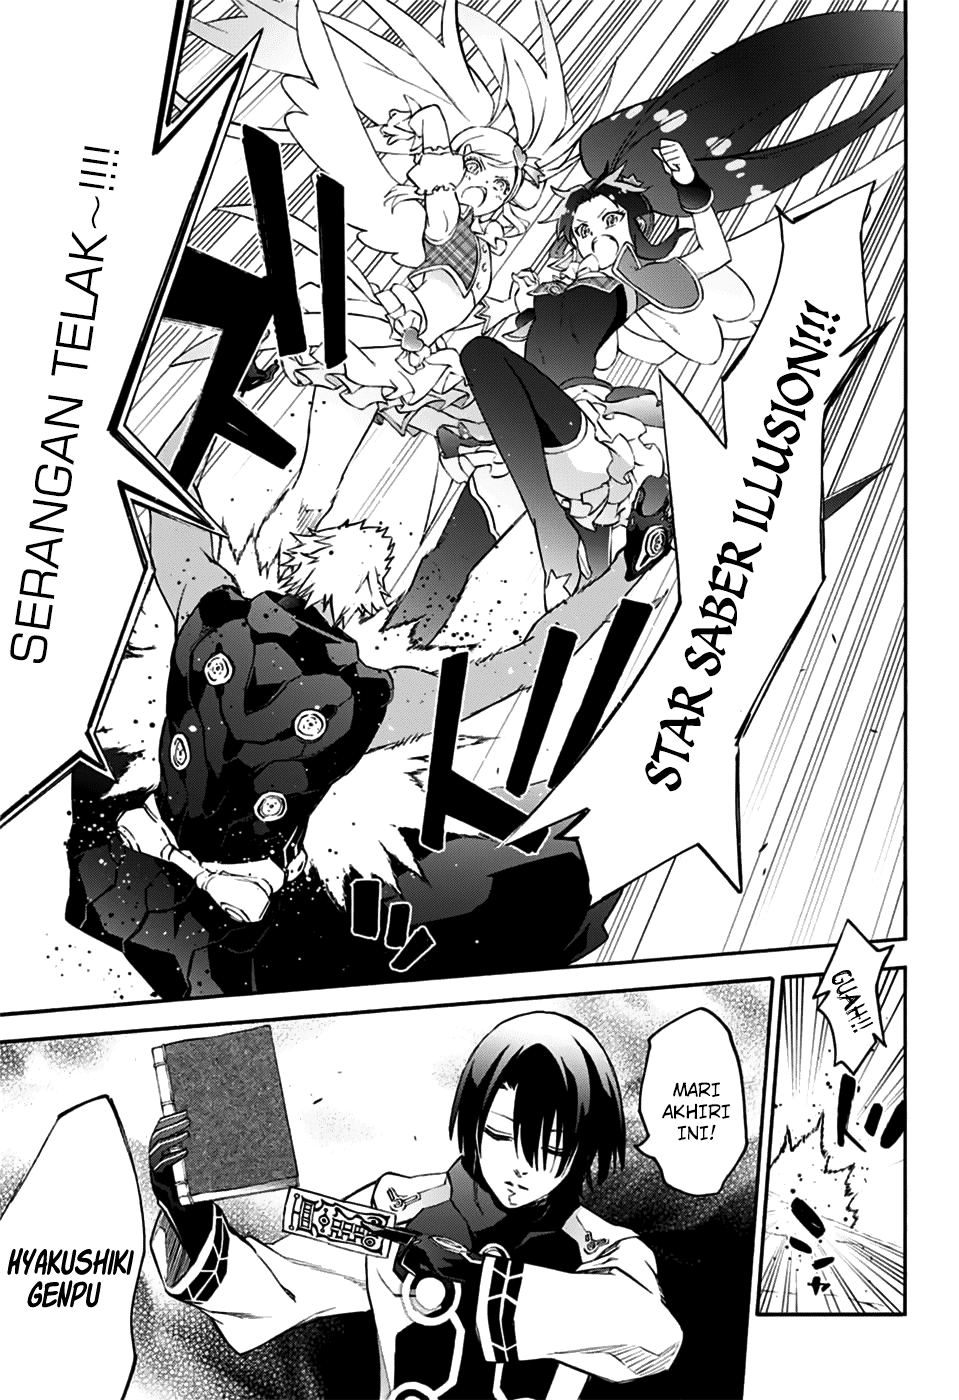 STAR SABER ILLUSION!!!
SERANGAN TELAK~!!!!
GUAH!!
MARI
AKHIRI
INI!
HYAKUSHIKI
GENPU